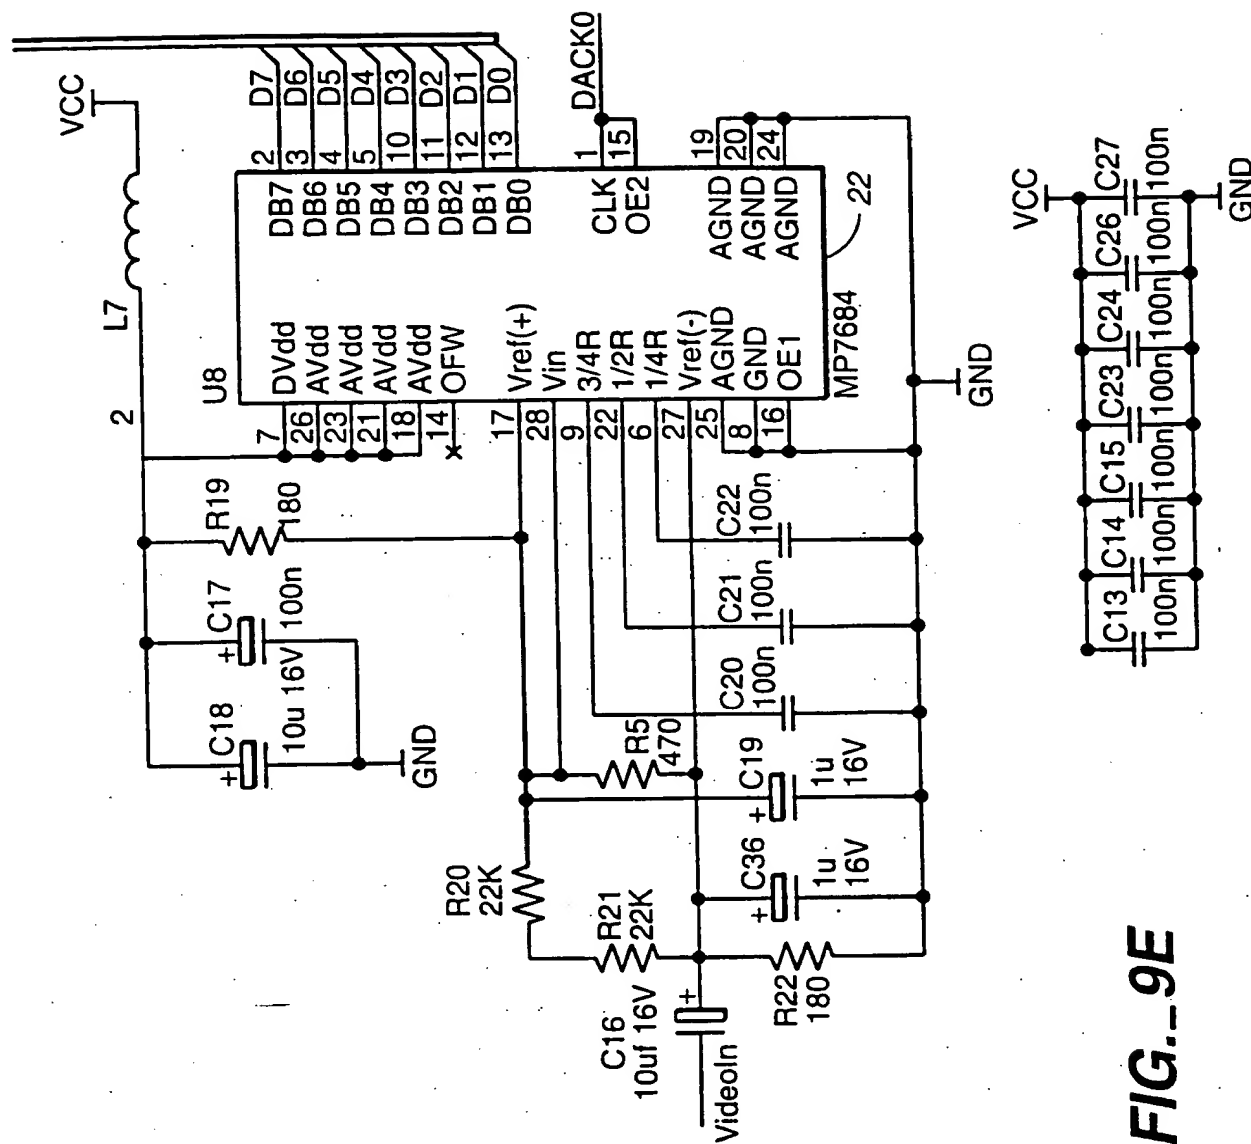 VCC
L7
2
D7
D6
D5
D4
D3
D2
D1
D0
2
3
4
5
10
11
12
13
DACK0
1
15
19
20
24
U8
DB7
DB6
DB5
DB4
DB3
DB2
DB1
DB0
CLK
OE2
AGND
AGND
AGND
DVdd
AVdd
AVdd
AVdd
AVdd
OFW
Vref(+)
Vin
3/4R
1/2R
1/4R
Vref(-)
AGND
GND
OE1
MP7684
22
7
26
23
21
18
14
17
28
9
22
6
27
25
8
16
GND
R19
180
C17
100n
C18
10u 16V
+
+
GND
C22
100n
C21
100n
C20
100n
R5
470
C19
1u
16V
+
C36
1u
16V
+
R20
22K
R21
22K
R22
180
C16
10uf 16V
+
VideoIn
VCC
C27
100n
C26
100n
C24
100n
C23
100n
C15
100n
C14
100n
C13
100n
GND
FIG._9E